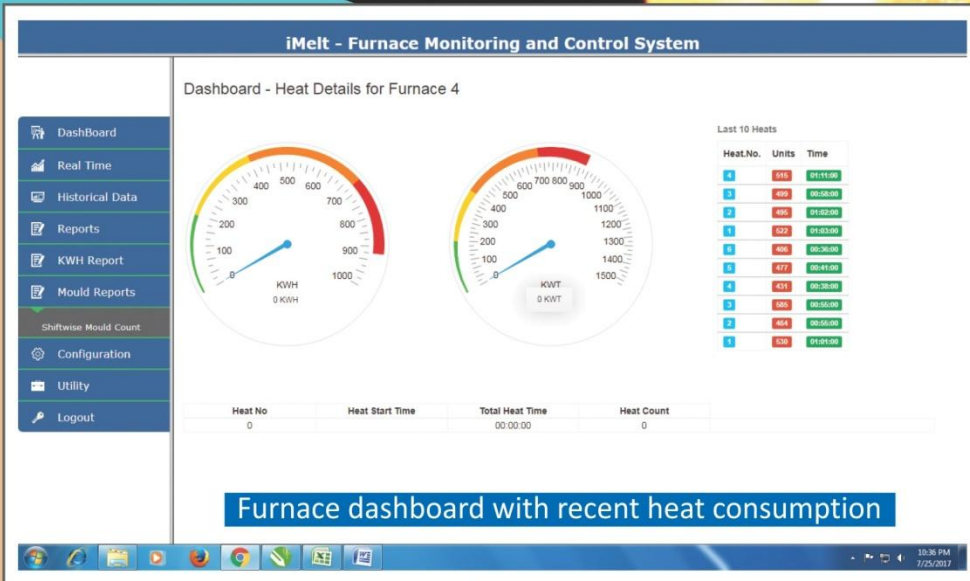 iMelt - Furnace Monitoring and Control System
Dashboard - Heat Details for Furnace 4
DashBoard
Real Time
Historical Data
Reports
KWH Report
Mould Reports
Shiftwise Mould Count
Configuration
Utility
Logout
0 100 200 300 400 500 600 700 800 900 1000
KWH
0 KWH
0 100 200 300 400 500 600 700 800 900 1000 1100 1200 1300 1400 1500
KWT
0 KWT
Last 10 Heats
Heat.No. Units Time
4 515 01:11:00
3 499 00:58:00
2 495 01:02:00
1 522 01:03:00
6 406 00:36:00
5 477 00:41:00
4 431 00:38:00
3 585 00:55:00
2 484 00:55:00
1 530 01:01:00
Heat No Heat Start Time Total Heat Time Heat Count
0 00:00:00 0
Furnace dashboard with recent heat consumption
10:36 PM
7/25/2017